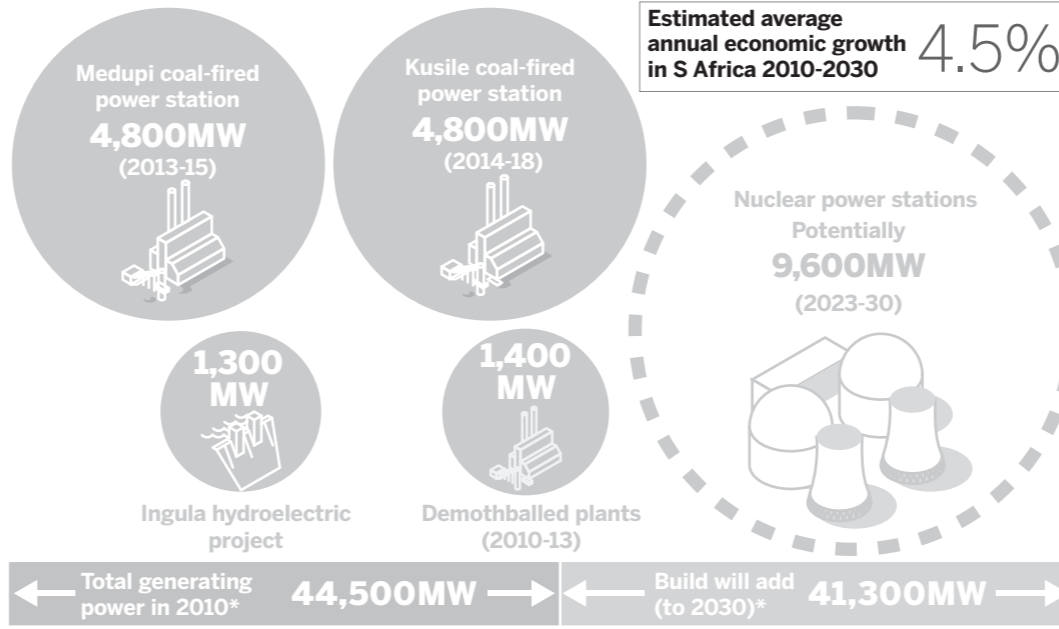 Estimated average
annual economic growth
in S Africa 2010-2030
4.5%
Medupi coal-fired
power station
4,800MW
(2013-15)
Kusile coal-fired
power station
4,800MW
(2014-18)
Nuclear power stations
Potentially
9,600MW
(2023-30)
1,300
MW
Ingula hydroelectric
project
1,400
MW
Demothballed plants
(2010-13)
Total generating
power in 2010*
44,500MW
Build will add
(to 2030)*
41,300MW